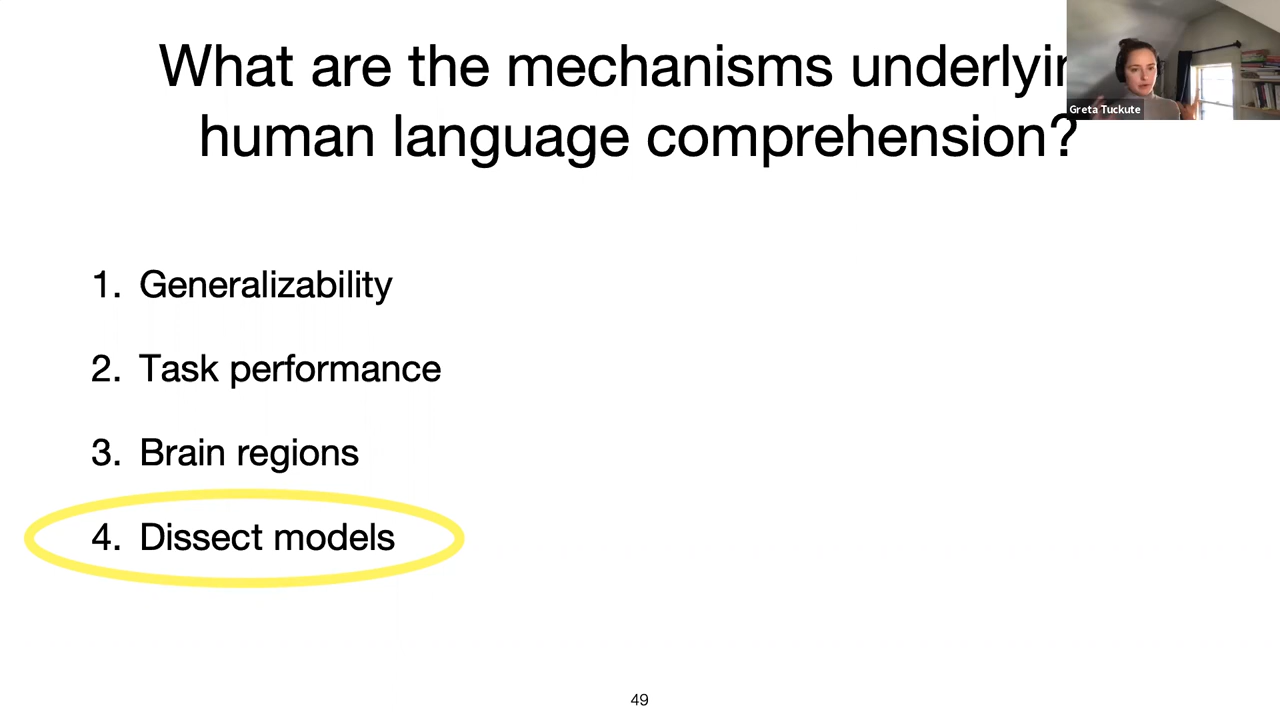 What are the mechanisms underlyin
human language comprehension?
Greta Tuckute
1. Generalizability
2. Task performance
3. Brain regions
4. Dissect models
49